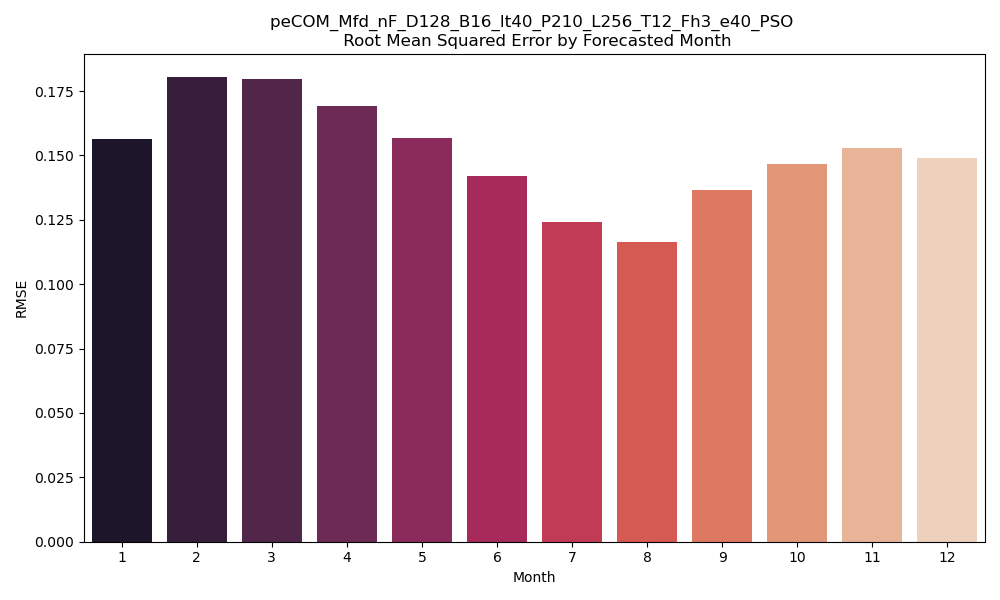 peCOM_Mfd_nF_D128_B16_lt40_P210_L256_T12_Fh3_e40_PSO
Root Mean Squared Error by Forecasted Month
RMSE
0.175
0.150
0.125
0.100
0.075
0.050
0.025
0.000
1 2 3 4 5 6 7 8 9 10 11 12
Month